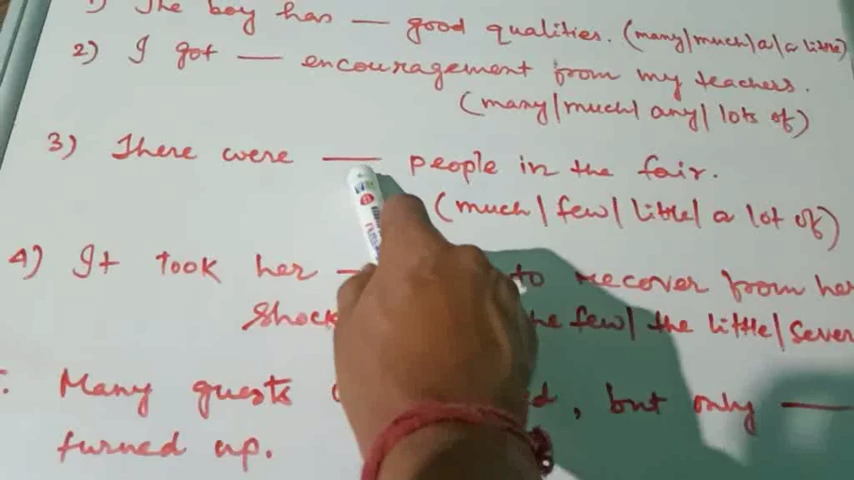 1) The boy has — good qualities. (many/much/a/a little)
2) I got — encouragement from my teachers.
(many/much/any/lots of)
3) There were — people in the fair.
(much/few/little/a lot of)
4) It took her — to recover from her
shock few/the little/sever
Many guests , but only —
turned up.